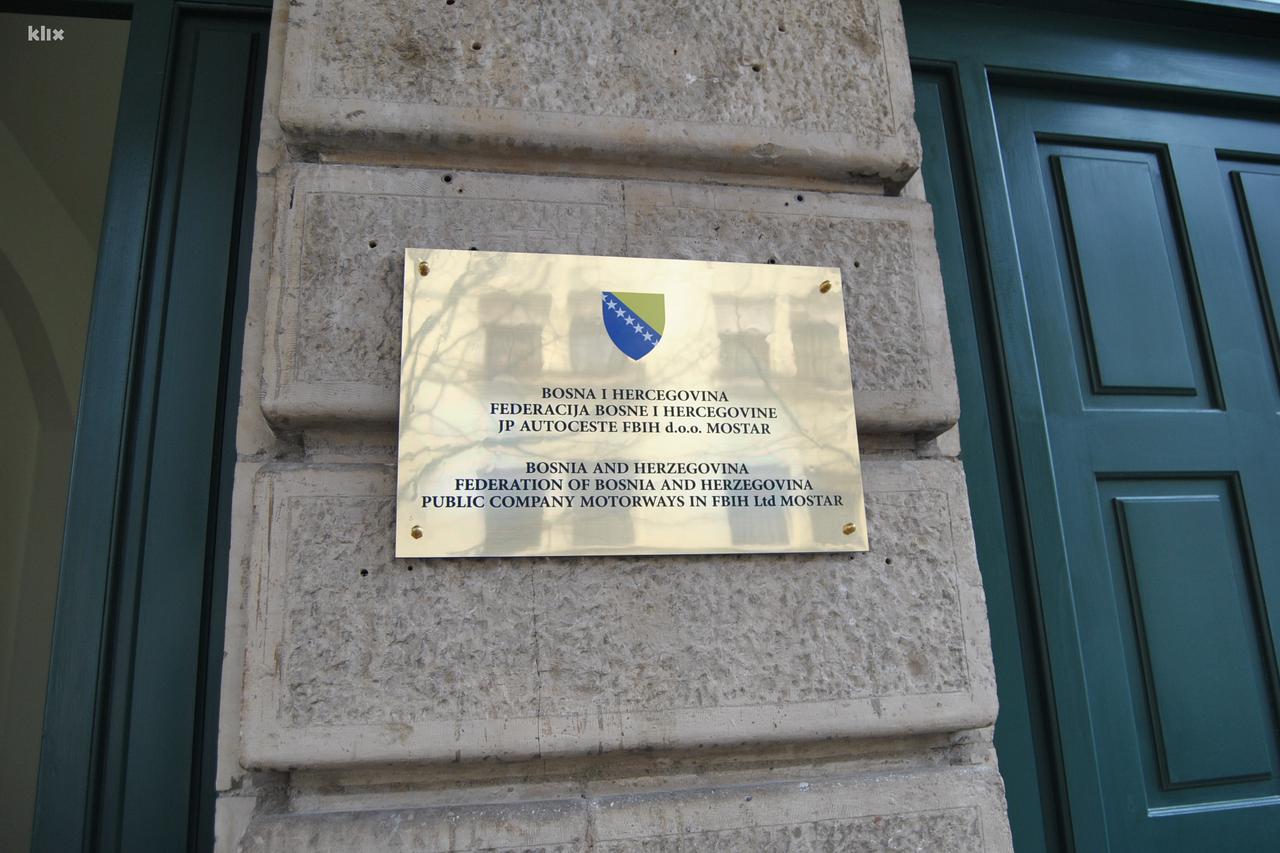 klix
BOSNA I HERCEGOVINA
FEDERACIJA BOSNE I HERCEGOVINE
JP AUTOCESTE FBIH d.o.o. MOSTAR
BOSNIA AND HERZEGOVINA
FEDERATION OF BOSNIA AND HERZEGOVINA
PUBLIC COMPANY MOTORWAYS IN FBIH Ltd MOSTAR